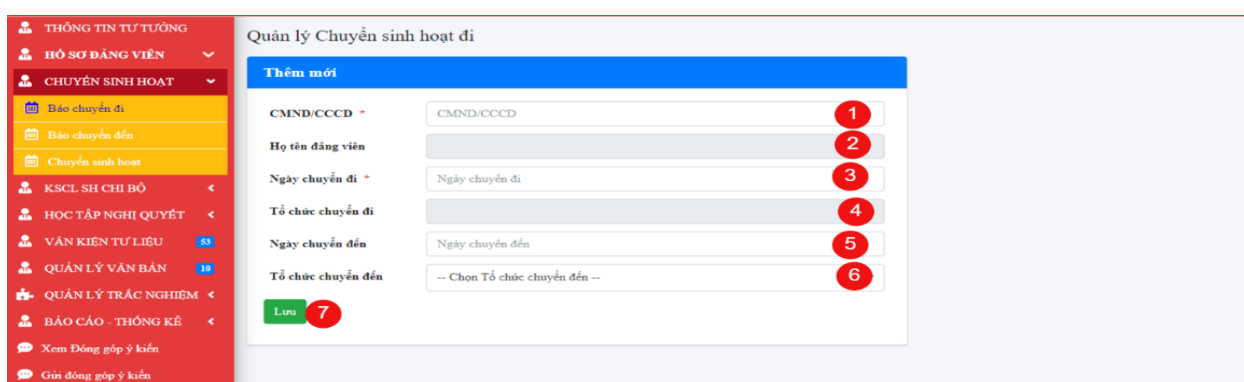 THÔNG TIN TƯ TƯỞNG
HỒ SƠ ĐẢNG VIÊN
CHUYỂN SINH HOẠT
Báo chuyển đi
Báo chuyển đến
Chuyển sinh hoạt
KSCL SH CHI BỘ
HỌC TẬP NGHỊ QUYẾT
VĂN KIỆN TƯ LIỆU 53
QUẢN LÝ VĂN BẢN 10
QUẢN LÝ TRẮC NGHIỆM
BÁO CÁO - THỐNG KÊ
Xem Đóng góp ý kiến
Gửi đóng góp ý kiến
Quản lý Chuyển sinh hoạt đi
Thêm mới
CMND/CCCD * CMND/CCCD 1
Họ tên đảng viên 2
Ngày chuyển đi * Ngày chuyển đi 3
Tổ chức chuyển đi 4
Ngày chuyển đến Ngày chuyển đến 5
Tổ chức chuyển đến -- Chọn Tổ chức chuyển đến -- 6
Lưu 7